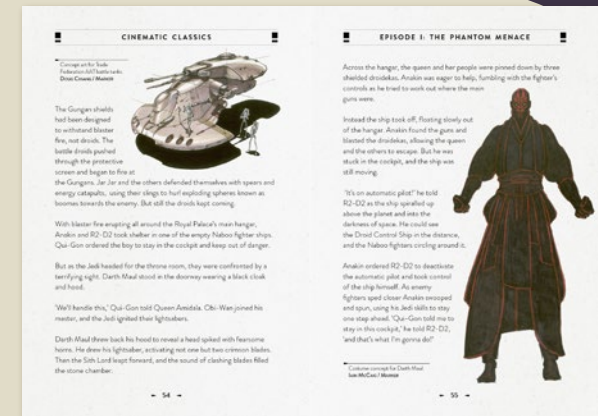 CINEMATIC CLASSICS
Concept art for Trade
Federation AAT battle tanks.
DOUG CHIANG / MARKER
The Gungan shields
had been designed
to withstand blaster
fire, not droids. The
battle droids pushed
through the protective
screen and began to fire at
the Gungans. Jar Jar and the others defended themselves with spears and
energy catapults, using their slings to hurl exploding spheres known as
boomas towards the enemy. But still the droids kept coming.
With blaster fire erupting all around the Royal Palace's main hangar,
Anakin and R2-D2 took shelter in one of the empty Naboo fighter ships.
Qui-Gon ordered the boy to stay in the cockpit and keep out of danger.
But as the Jedi headed for the throne room, they were confronted by a
terrifying sight. Darth Maul stood in the doorway wearing a black cloak
and hood.
'We'll handle this,' Qui-Gon told Queen Amidala. Obi-Wan joined his
master, and the Jedi ignited their lightsabers.
Darth Maul threw back his hood to reveal a head spiked with fearsome
horns. He drew his lightsaber, activating not one but two crimson blades.
Then the Sith Lord leapt forward, and the sound of clashing blades filled
the stone chamber.
54
EPISODE I: THE PHANTOM MENACE
Across the hangar, the queen and her people were pinned down by three
shielded droidekas. Anakin was eager to help, fumbling with the fighter's
controls as he tried to work out where the main
guns were.
Instead the ship took off, floating slowly out
of the hangar. Anakin found the guns and
blasted the droidekas, allowing the queen
and the others to escape. But he was
stuck in the cockpit, and the ship was
still moving.
'It's on automatic pilot!' he told
R2-D2 as the ship spiralled up
above the planet and into the
darkness of space. He could see
the Droid Control Ship in the distance,
and the Naboo fighters circling around it.
Anakin ordered R2-D2 to deactivate
the automatic pilot and took control
of the ship himself. As enemy
fighters sped closer Anakin swooped
and spun, using his Jedi skills to stay
one step ahead. 'Qui-Gon told me to
stay in this cockpit,' he told R2-D2,
'and that's what I'm gonna do!'
Costume concept for Darth Maul.
IAIN McCAIG / MARKER
55